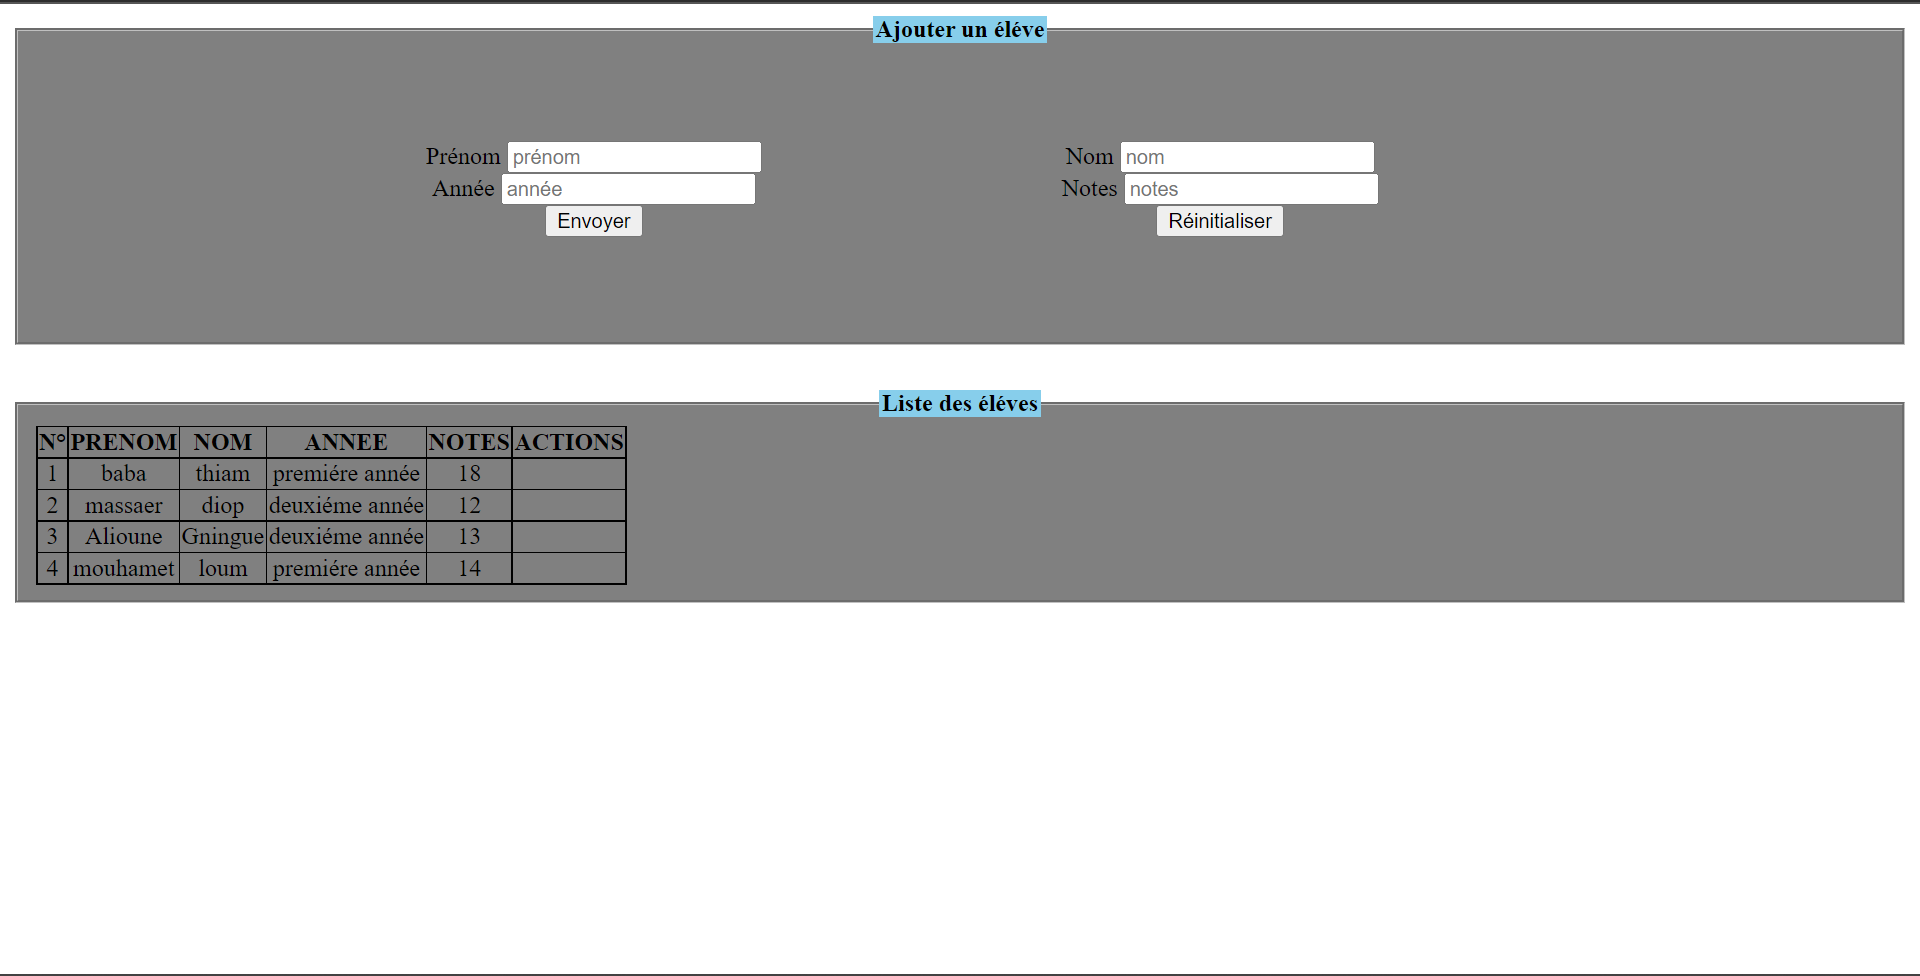 Ajouter un éléve
Prénom prénom Nom nom
Année année Notes notes
Envoyer Réinitialiser
Liste des éléves
N° PRENOM NOM ANNEE NOTES ACTIONS
1 baba thiam premiére année 18
2 massaer diop deuxiéme année 12
3 Alioune Gningue deuxiéme année 13
4 mouhamet loum premiére année 14